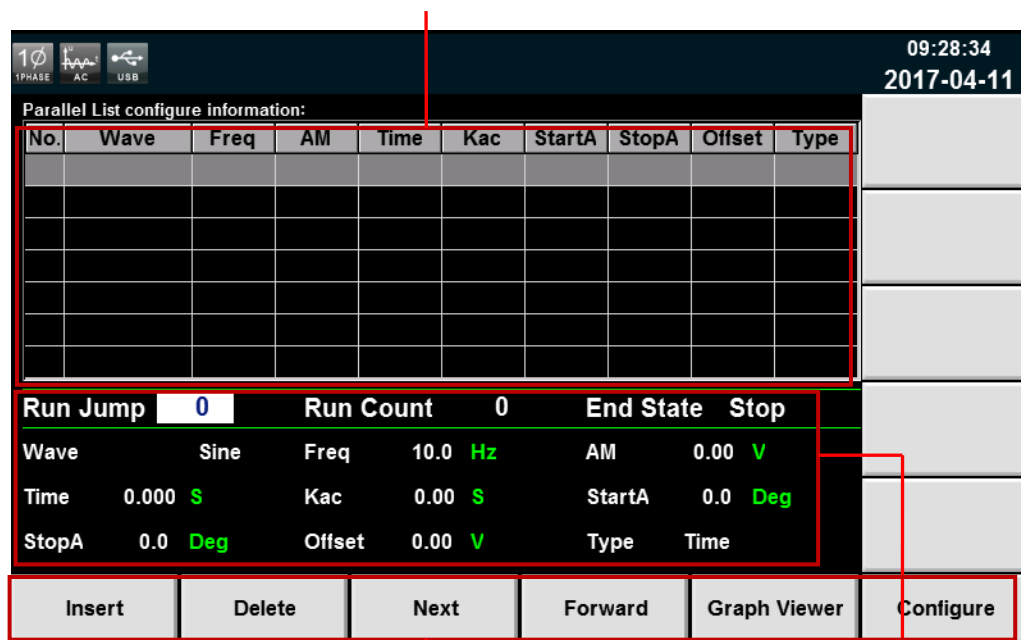 1Ø U t 09:28:34
1PHASE AC USB 2017-04-11
Parallel List configure information:
No. Wave Freq AM Time Kac StartA StopA Offset Type
Run Jump 0 Run Count 0 End State Stop
Wave Sine Freq 10.0 Hz AM 0.00 V
Time 0.000 S Kac 0.00 S StartA 0.0 Deg
StopA 0.0 Deg Offset 0.00 V Type Time
Insert Delete Next Forward Graph Viewer Configure